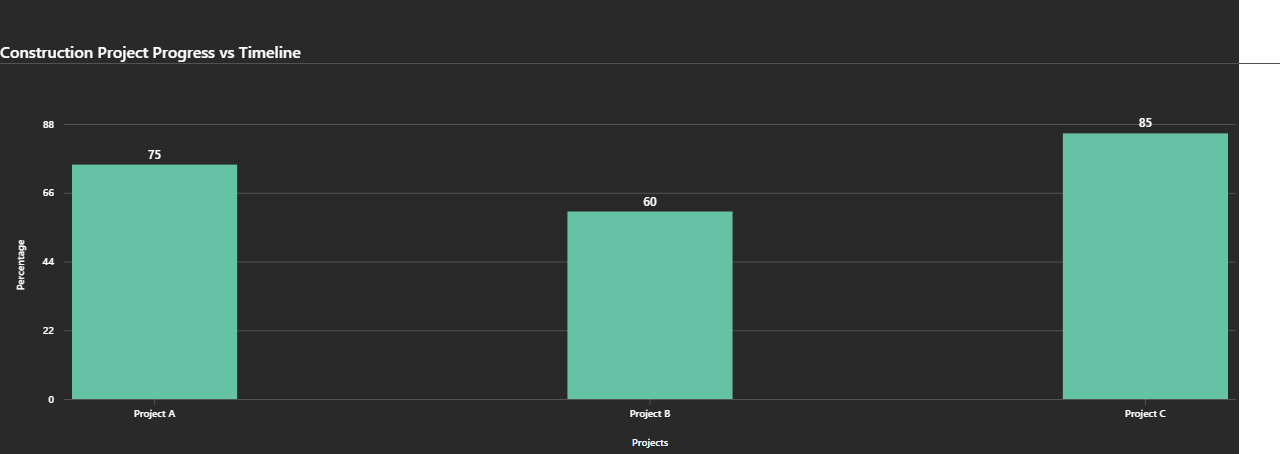 Construction Project Progress vs Timeline
88
66
44
22
0
Percentage
75
60
85
Project A
Project B
Project C
Projects